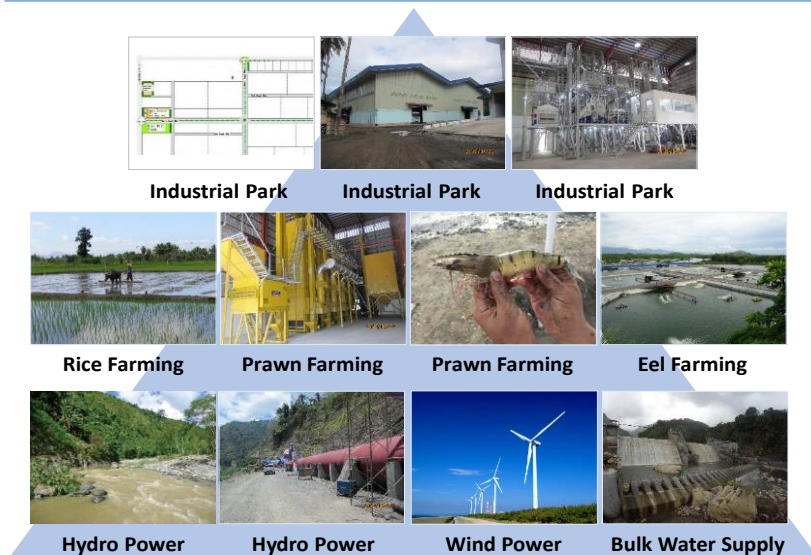 Industrial Park
Industrial Park
Industrial Park
Rice Farming
Prawn Farming
Prawn Farming
Eel Farming
Hydro Power
Hydro Power
Wind Power
Bulk Water Supply